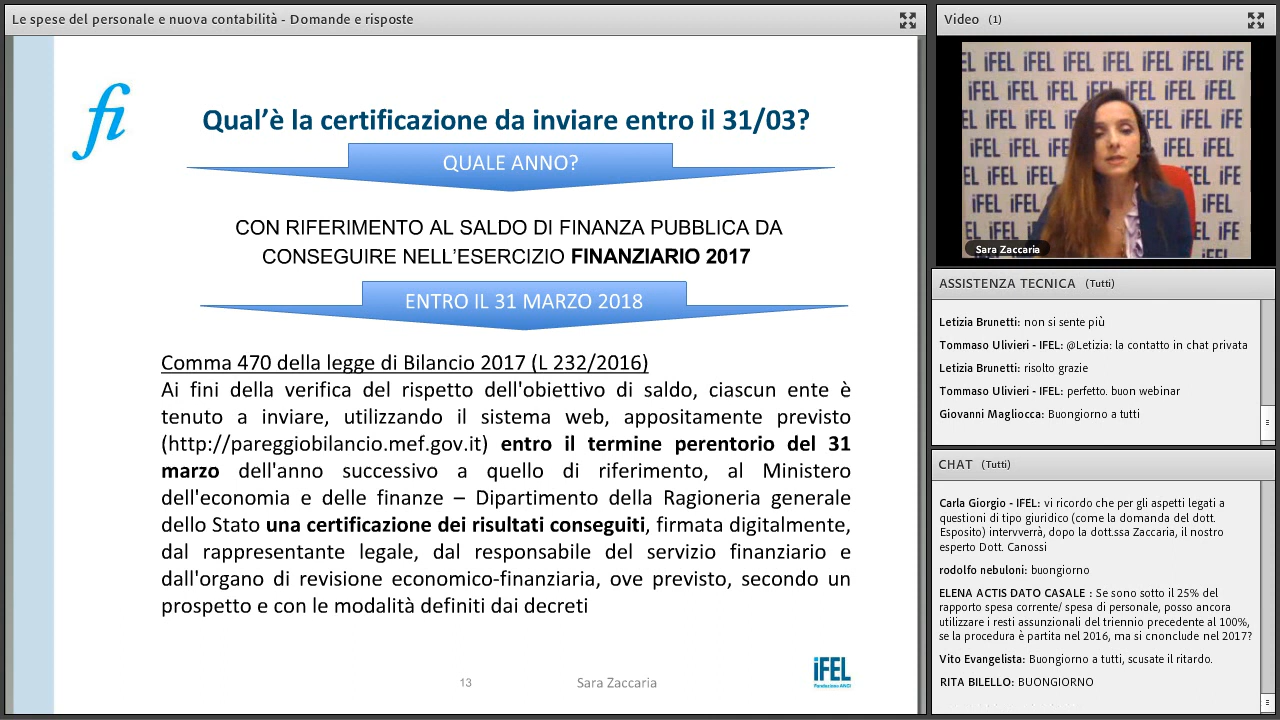 Le spese del personale e nuova contabilità - Domande e risposte
fi
Qual'è la certificazione da inviare entro il 31/03?
QUALE ANNO?
CON RIFERIMENTO AL SALDO DI FINANZA PUBBLICA DA
CONSEGUIRE NELL'ESERCIZIO FINANZIARIO 2017
ENTRO IL 31 MARZO 2018
Comma 470 della legge di Bilancio 2017 (L 232/2016)
Ai fini della verifica del rispetto dell'obiettivo di saldo, ciascun ente è
tenuto a inviare, utilizzando il sistema web, appositamente previsto
(http://pareggiobilancio.mef.gov.it) entro il termine perentorio del 31
marzo dell'anno successivo a quello di riferimento, al Ministero
dell'economia e delle finanze – Dipartimento della Ragioneria generale
dello Stato una certificazione dei risultati conseguiti, firmata digitalmente,
dal rappresentante legale, dal responsabile del servizio finanziario e
dall'organo di revisione economico-finanziaria, ove previsto, secondo un
prospetto e con le modalità definiti dai decreti
13
Sara Zaccaria
iFEL
Fondazione ANCI
Video (1)
iFEL iFEL iFEL iFEL iFEL
Sara Zaccaria
ASSISTENZA TECNICA (Tutti)
Letizia Brunetti: non si sente più
Tommaso Ulivieri - IFEL: @Letizia: la contatto in chat privata
Letizia Brunetti: risolto grazie
Tommaso Ulivieri - IFEL: perfetto. buon webinar
Giovanni Magliocca: Buongiorno a tutti
CHAT (Tutti)
Carla Giorgio - IFEL: vi ricordo che per gli aspetti legati a
questioni di tipo giuridico (come la domanda del dott.
Esposito) intervverrà, dopo la dott.ssa Zaccaria, il nostro
esperto Dott. Canossi
rodolfo nebuloni: buongiorno
ELENA ACTIS DATO CASALE : Se sono sotto il 25% del
rapporto spesa corrente/ spesa di personale, posso ancora
utilizzare i resti assunzionali del triennio precedente al 100%,
se la procedura è partita nel 2016, ma si cnonclude nel 2017?
Vito Evangelista: Buongiorno a tutti, scusate il ritardo.
RITA BILELLO: BUONGIORNO